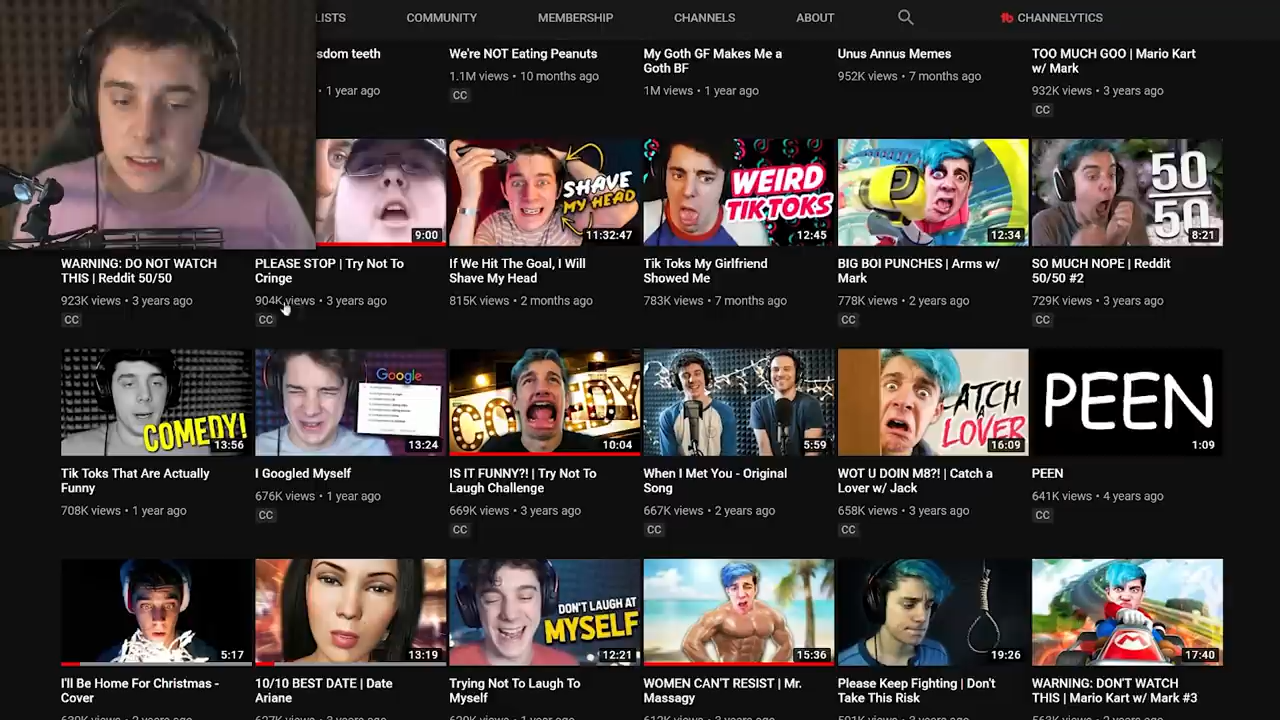 LISTS
COMMUNITY
MEMBERSHIP
CHANNELS
ABOUT
CHANNELYTICS
sdom teeth
We're NOT Eating Peanuts
My Goth GF Makes Me a
Goth BF
Unus Annus Memes
TOO MUCH GOO | Mario Kart
w/ Mark
• 1 year ago
1.1M views • 10 months ago
1M views • 1 year ago
952K views • 7 months ago
932K views • 3 years ago
CC
CC
9:00
SHAVE
MY HEAD
11:32:47
WEIRD
TIK TOKS
12:45
12:34
50
50
8:21
WARNING: DO NOT WATCH
THIS | Reddit 50/50
923K views • 3 years ago
CC
PLEASE STOP | Try Not To
Cringe
904K views • 3 years ago
CC
If We Hit The Goal, I Will
Shave My Head
815K views • 2 months ago
Tik Toks My Girlfriend
Showed Me
783K views • 7 months ago
BIG BOI PUNCHES | Arms w/
Mark
778K views • 2 years ago
CC
SO MUCH NOPE | Reddit
50/50 #2
729K views • 3 years ago
CC
COMEDY!
13:56
Google
13:24
COMEDY
10:04
5:59
CATCH
A
LOVER
16:09
PEEN
1:09
Tik Toks That Are Actually
Funny
708K views • 1 year ago
I Googled Myself
676K views • 1 year ago
CC
IS IT FUNNY?! | Try Not To
Laugh Challenge
669K views • 3 years ago
CC
When I Met You - Original
Song
667K views • 2 years ago
CC
WOT U DOIN M8?! | Catch a
Lover w/ Jack
658K views • 3 years ago
CC
PEEN
641K views • 4 years ago
CC
5:17
13:19
DON'T LAUGH AT
MYSELF
12:21
15:36
19:26
17:40
I'll Be Home For Christmas -
Cover
10/10 BEST DATE | Date
Ariane
Trying Not To Laugh To
Myself
WOMEN CAN'T RESIST | Mr.
Massagy
Please Keep Fighting | Don't
Take This Risk
WARNING: DON'T WATCH
THIS | Mario Kart w/ Mark #3